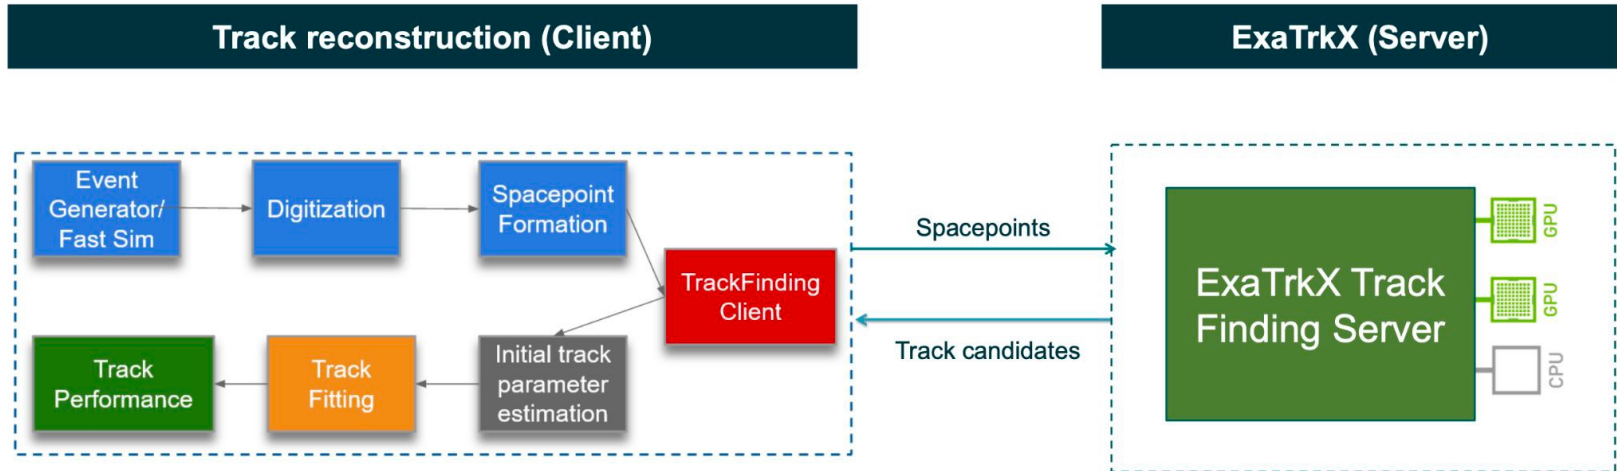 Track reconstruction (Client)
ExaTrkX (Server)
Event
Generator/
Fast Sim
Digitization
Spacepoint
Formation
TrackFinding
Client
Initial track
parameter
estimation
Track
Fitting
Track
Performance
Spacepoints
Track candidates
ExaTrkX Track
Finding Server
GPU
GPU
CPU